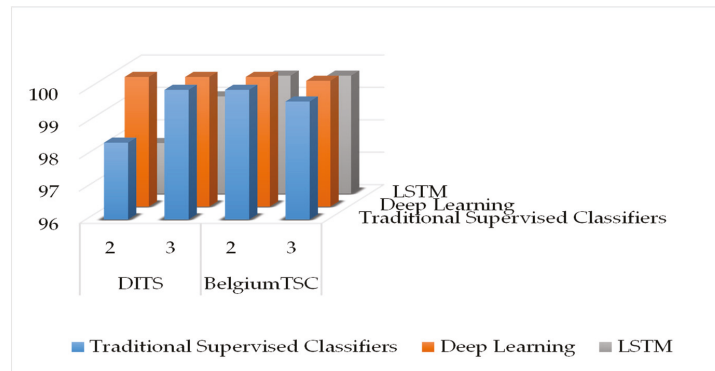 100
99
98
97
96
LSTM
Deep Learning
Traditional Supervised Classifiers
2 3 2 3
DITS BelgiumTSC
Traditional Supervised Classifiers Deep Learning LSTM